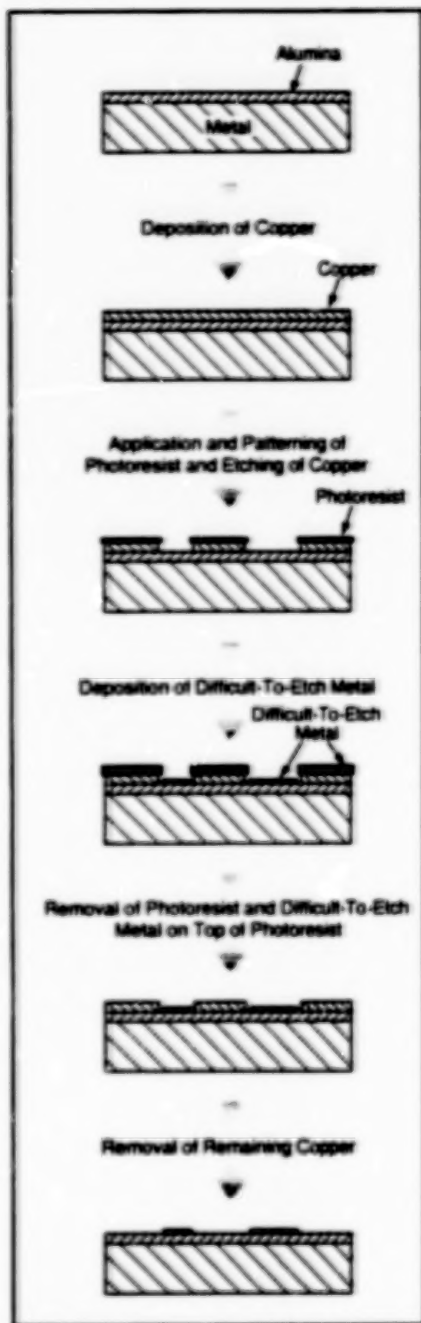 Alumina
Metal
Deposition of Copper
Copper
Application and Patterning of
Photoresist and Etching of Copper
Photoresist
Deposition of Difficult-To-Etch Metal
Difficult-To-Etch
Metal
Removal of Photoresist and Difficult-To-Etch
Metal on Top of Photoresist
Removal of Remaining Copper